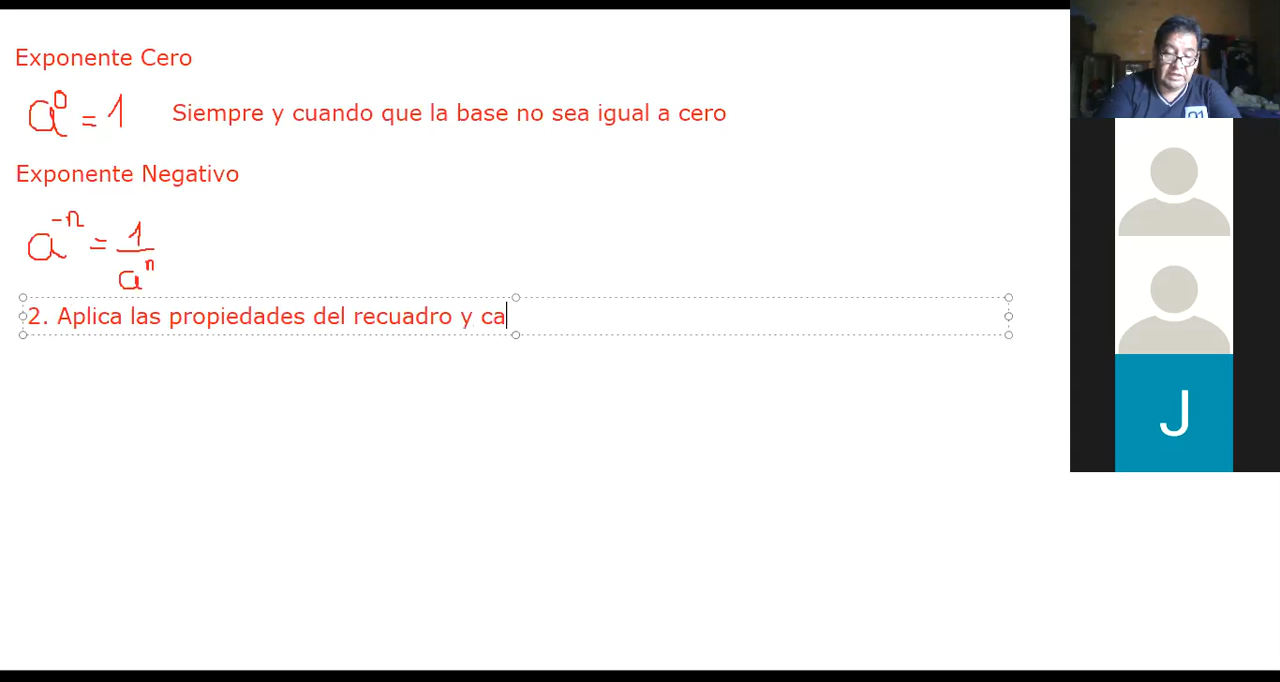 Exponente Cero
a⁰ = 1 Siempre y cuando que la base no sea igual a cero
Exponente Negativo
a⁻ⁿ = 1/aⁿ
2. Aplica las propiedades del recuadro y ca
J